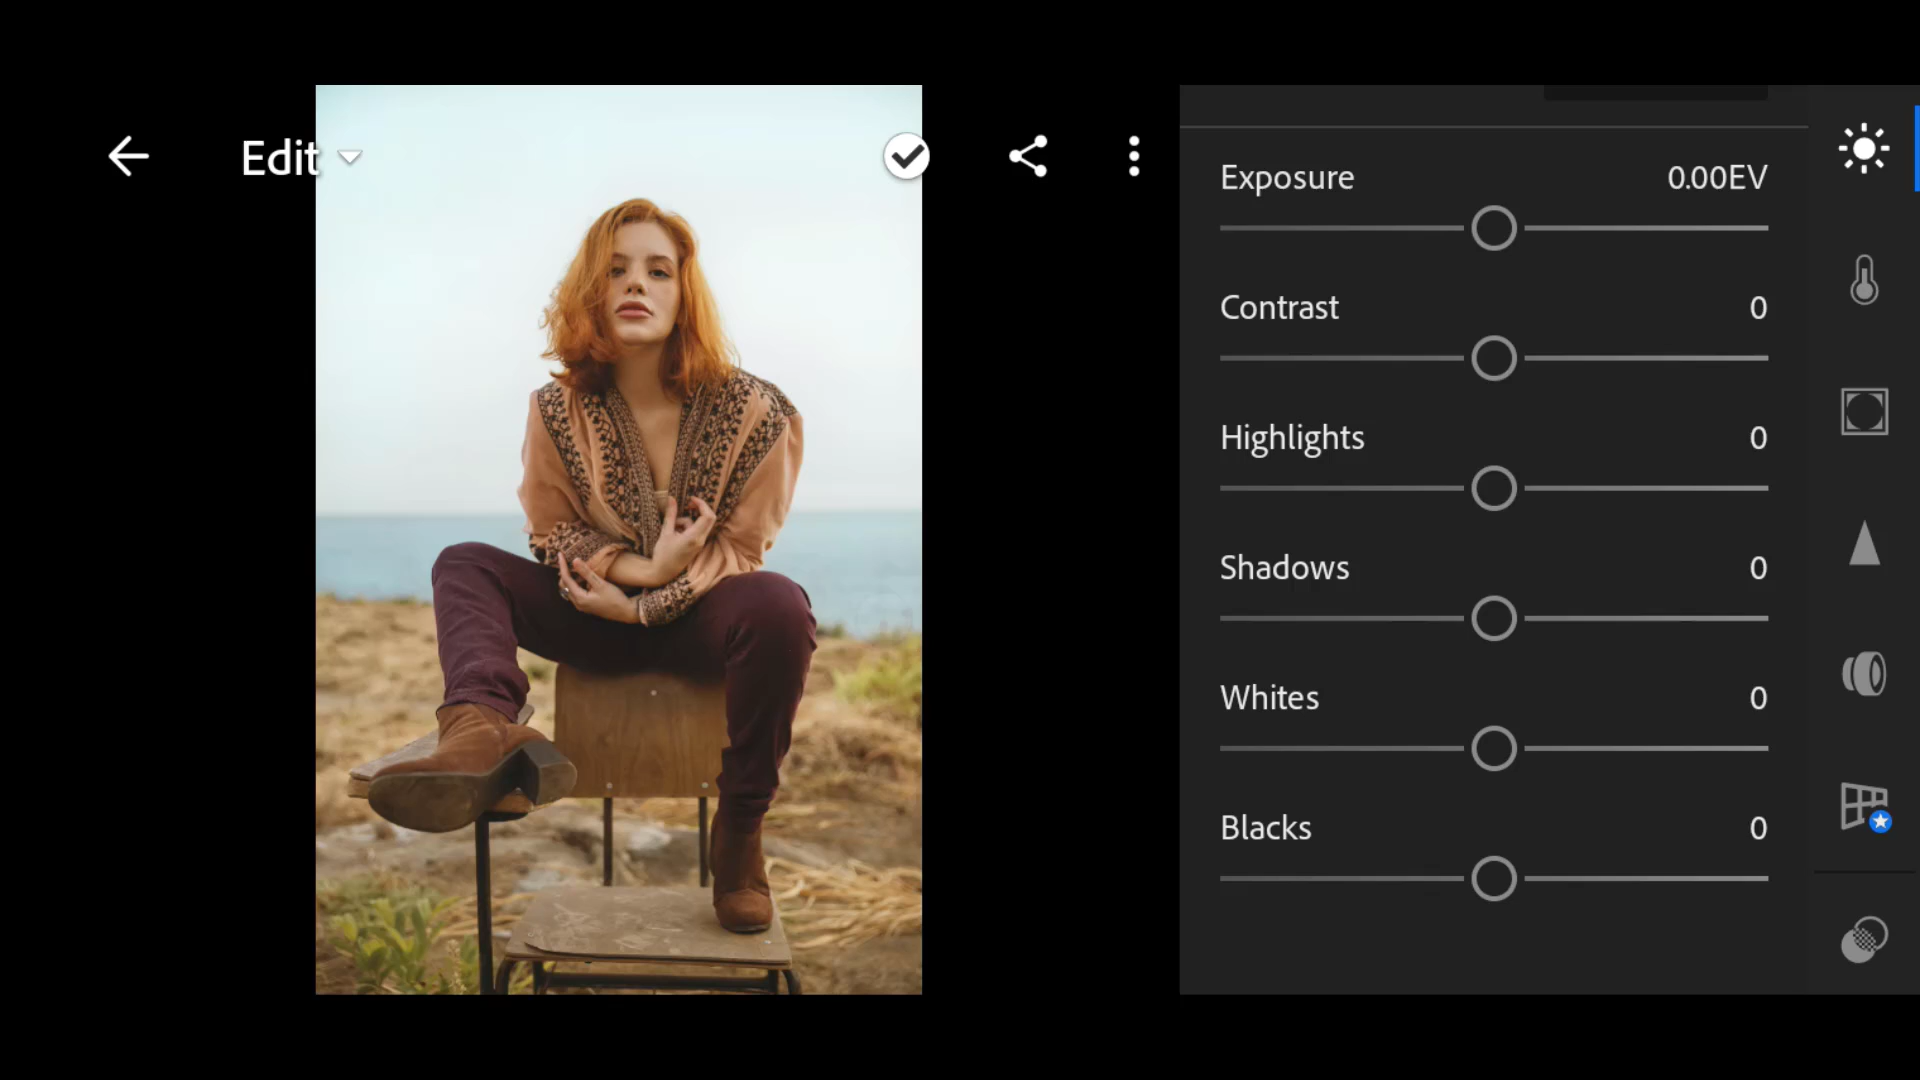 Edit
Exposure 0.00EV
Contrast 0
Highlights 0
Shadows 0
Whites 0
Blacks 0